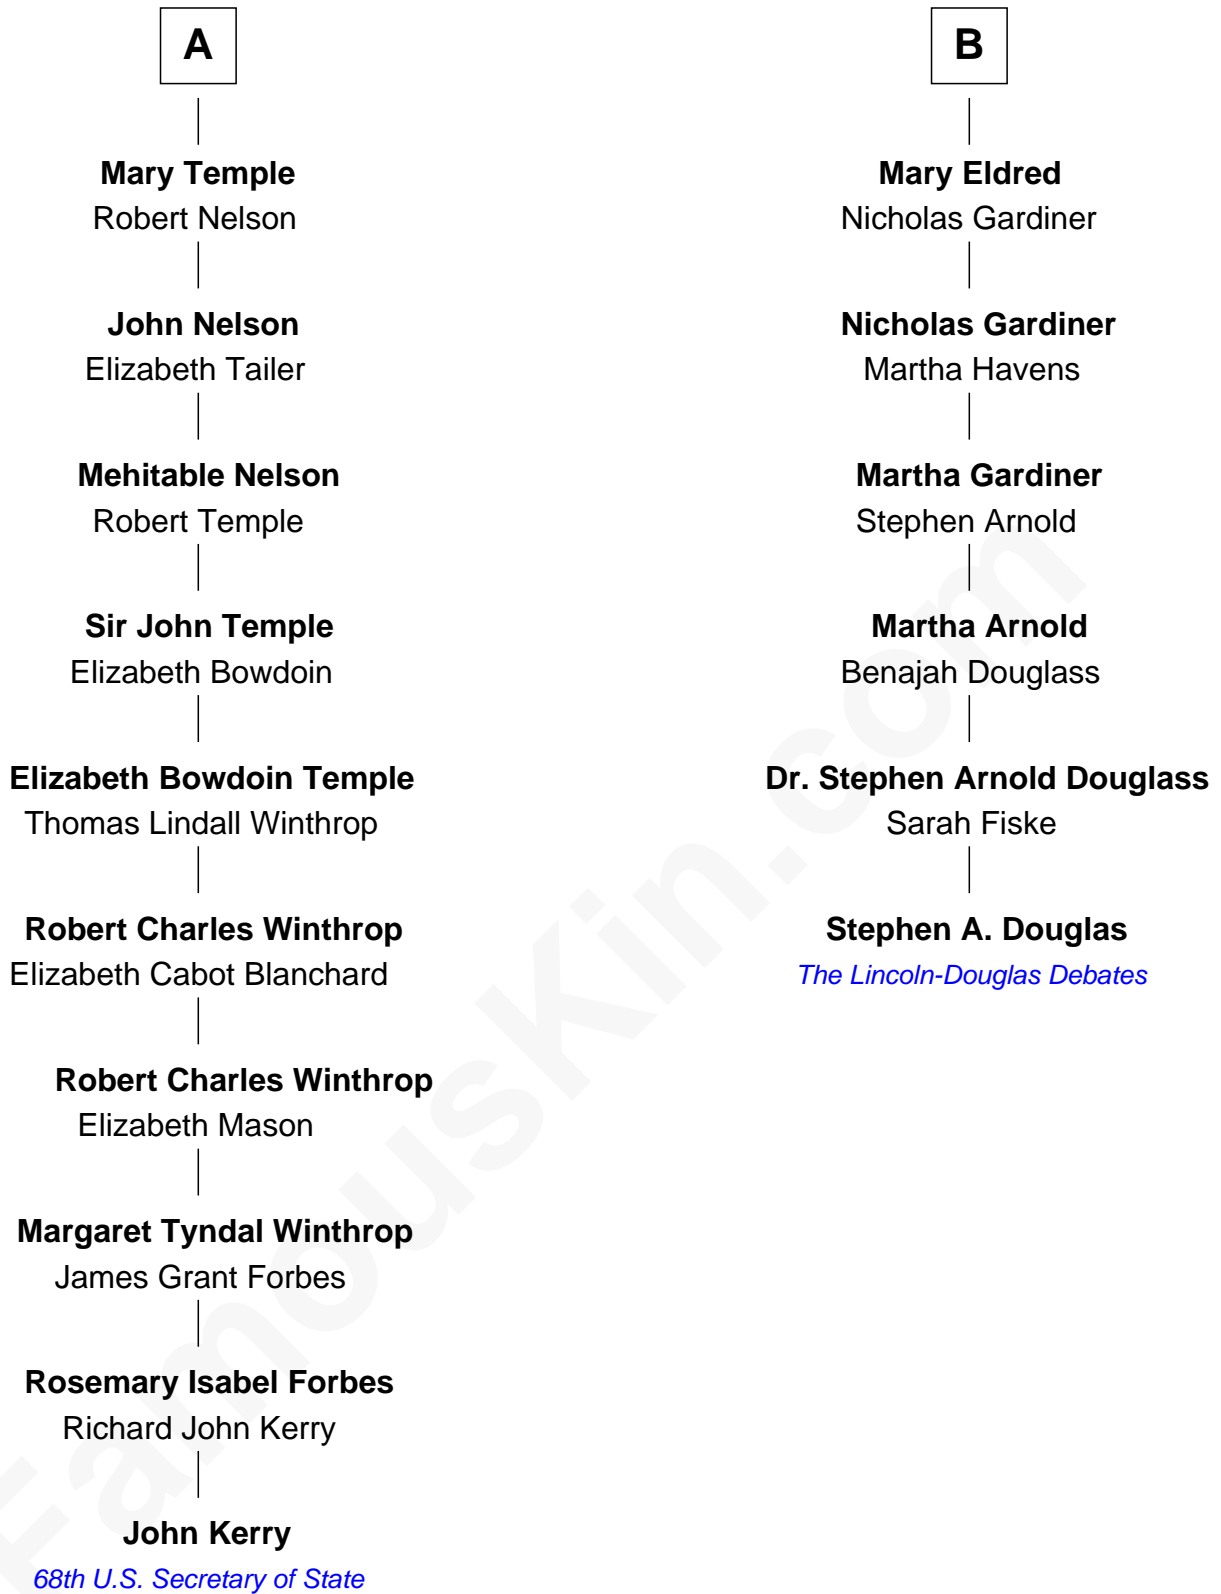 A
Mary Temple
Robert Nelson
John Nelson
Elizabeth Tailer
Mehitable Nelson
Robert Temple
Sir John Temple
Elizabeth Bowdoin
Elizabeth Bowdoin Temple
Thomas Lindall Winthrop
Robert Charles Winthrop
Elizabeth Cabot Blanchard
Robert Charles Winthrop
Elizabeth Mason
Margaret Tyndal Winthrop
James Grant Forbes
Rosemary Isabel Forbes
Richard John Kerry
John Kerry
68th U.S. Secretary of State
B
Mary Eldred
Nicholas Gardiner
Nicholas Gardiner
Martha Havens
Martha Gardiner
Stephen Arnold
Martha Arnold
Benajah Douglass
Dr. Stephen Arnold Douglass
Sarah Fiske
Stephen A. Douglas
The Lincoln-Douglas Debates
FamousKin.com